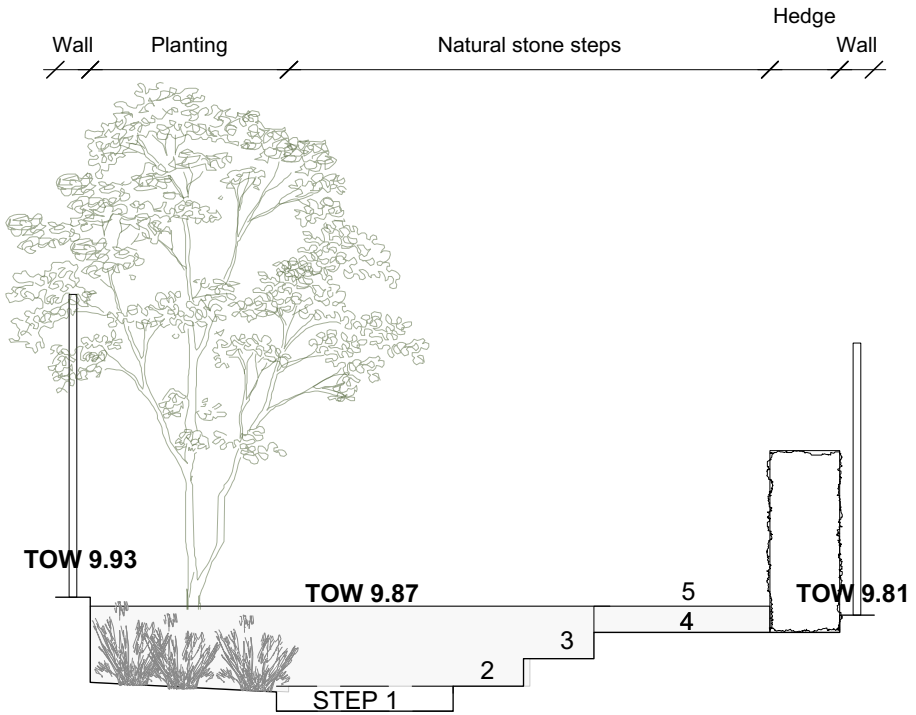 Hedge
Wall Planting Natural stone steps Wall
TOW 9.93
TOW 9.87
5
TOW 9.81
4
3
2
STEP 1